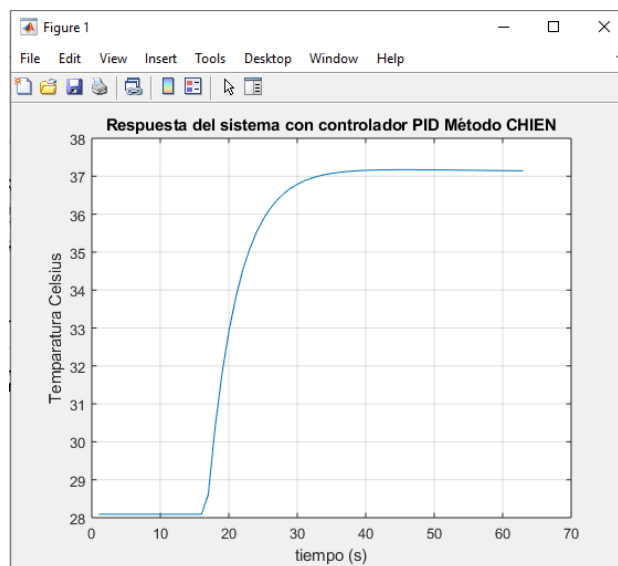 Figure 1
File Edit View Insert Tools Desktop Window Help
Respuesta del sistema con controlador PID Método CHIEN
38
37
36
35
34
33
32
31
30
29
28
Temparatura Celsius
0 10 20 30 40 50 60 70
tiempo (s)